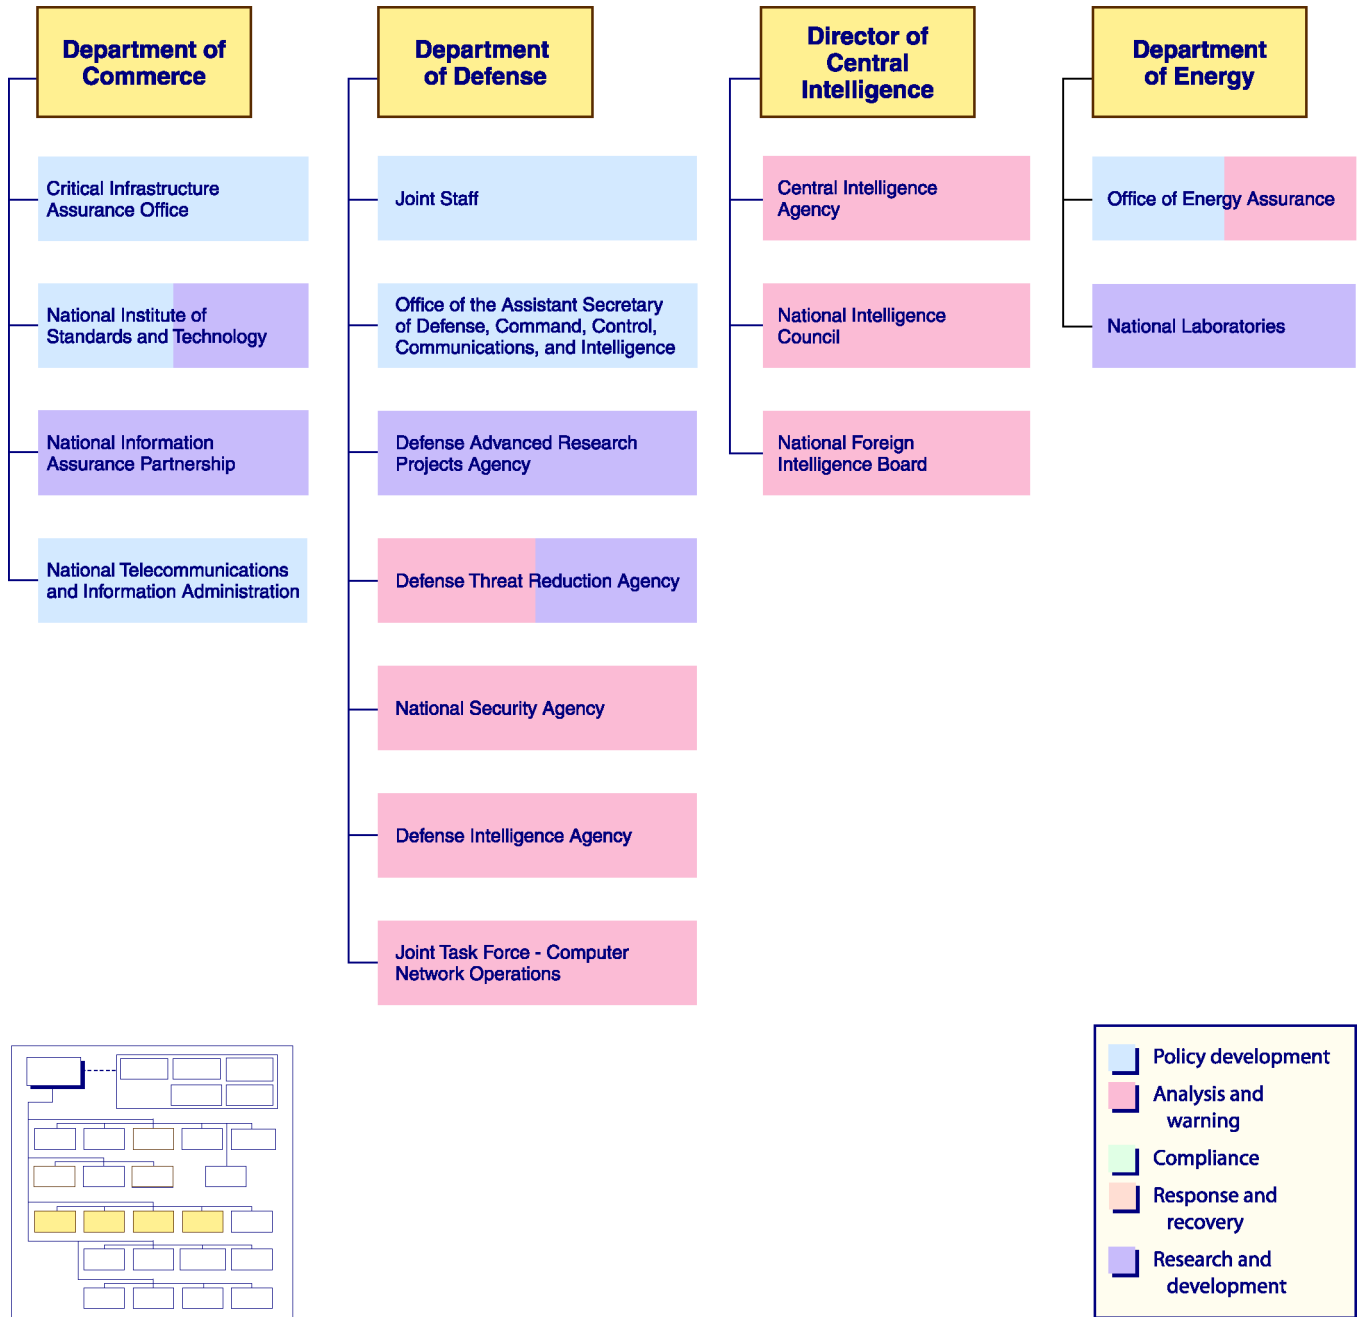 Department of
Commerce
Critical Infrastructure
Assurance Office
National Institute of
Standards and Technology
National Information
Assurance Partnership
National Telecommunications
and Information Administration
Department
of Defense
Joint Staff
Office of the Assistant Secretary
of Defense, Command, Control,
Communications, and Intelligence
Defense Advanced Research
Projects Agency
Defense Threat Reduction Agency
National Security Agency
Defense Intelligence Agency
Joint Task Force - Computer
Network Operations
Director of
Central
Intelligence
Central Intelligence
Agency
National Intelligence
Council
National Foreign
Intelligence Board
Department
of Energy
Office of Energy Assurance
National Laboratories
Policy development
Analysis and
warning
Compliance
Response and
recovery
Research and
development